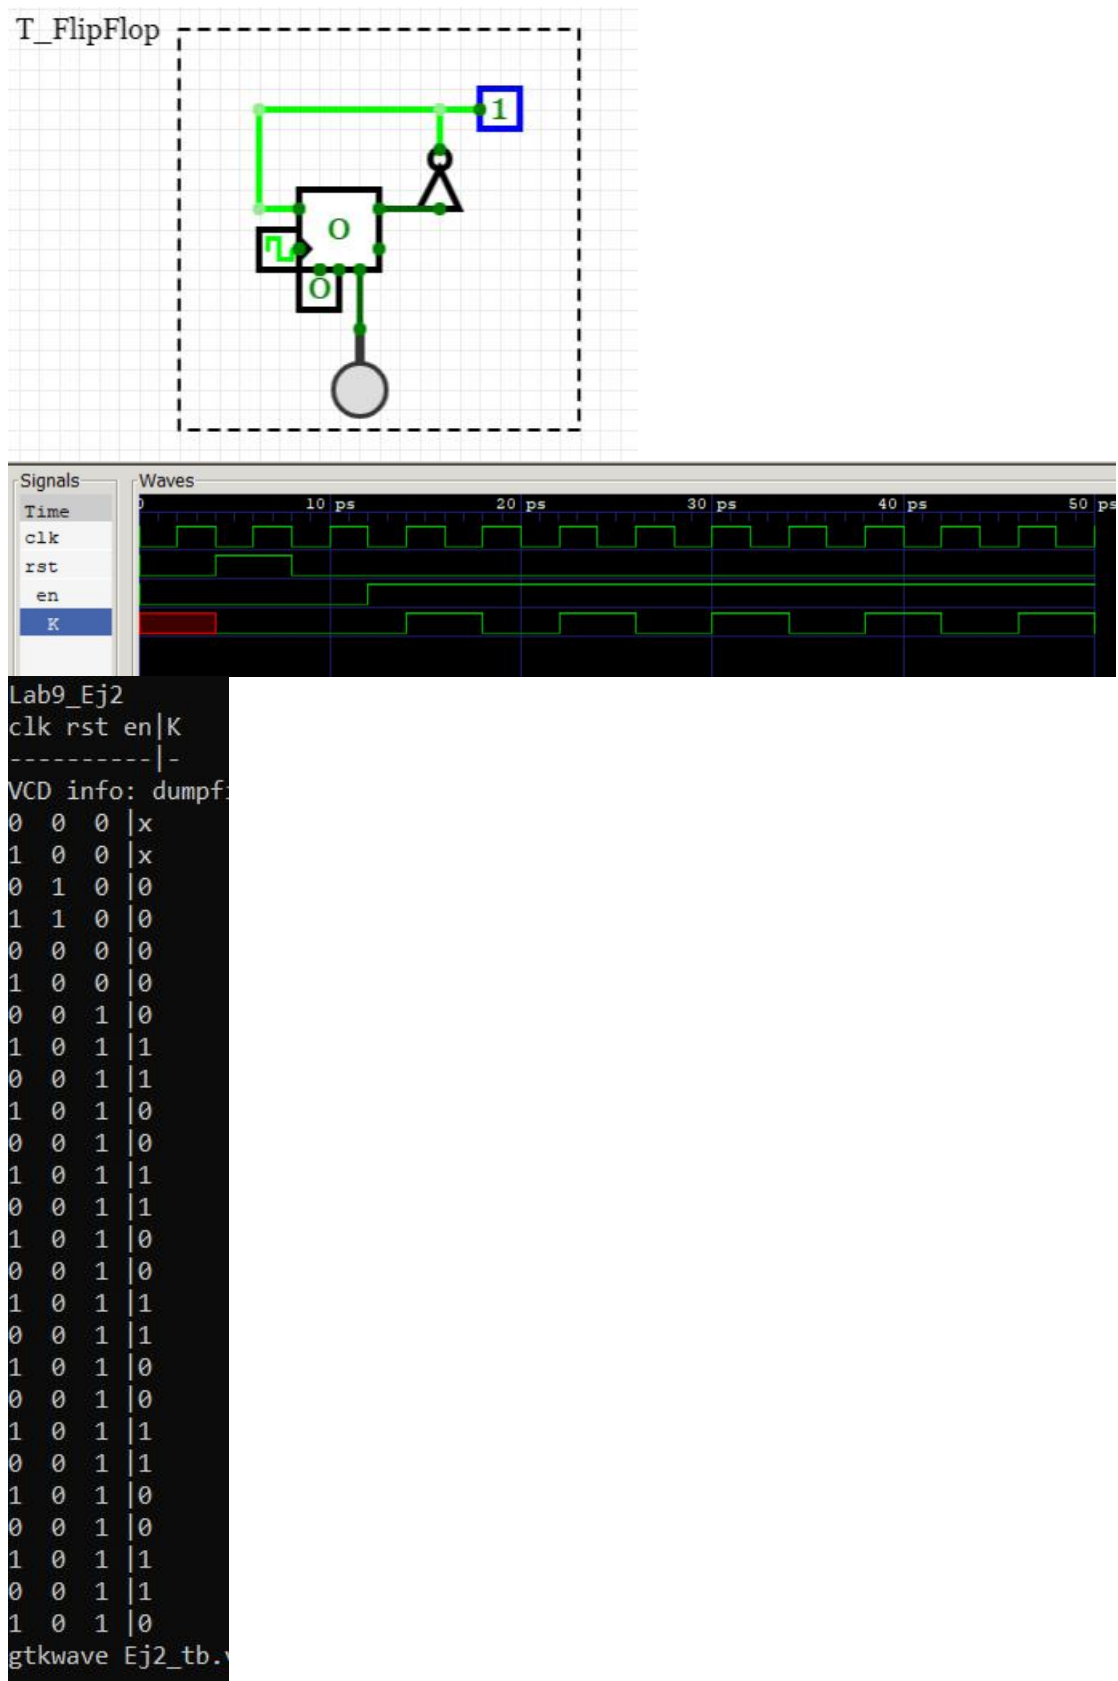 T_FlipFlop
1
0
0
Signals Waves
Time 0 10 ps 20 ps 30 ps 40 ps 50 ps
clk
rst
en
K
Lab9_Ej2
clk rst en|K
----------|-
VCD info: dumpfi
0 0 0 |x
1 0 0 |x
0 1 0 |0
1 1 0 |0
0 0 0 |0
1 0 0 |0
0 0 1 |0
1 0 1 |1
0 0 1 |1
1 0 1 |0
0 0 1 |0
1 0 1 |1
0 0 1 |1
1 0 1 |0
0 0 1 |0
1 0 1 |1
0 0 1 |1
1 0 1 |0
0 0 1 |0
1 0 1 |1
0 0 1 |1
1 0 1 |0
0 0 1 |0
1 0 1 |1
0 0 1 |1
1 0 1 |0
gtkwave Ej2_tb.